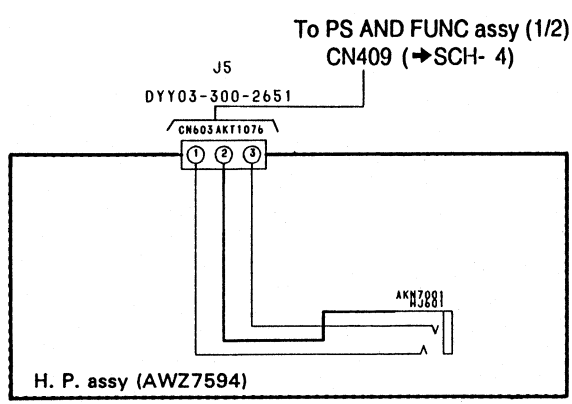 To PS AND FUNC assy (1/2)
CN409 (➔SCH- 4)
J5
DYY03-300-2651
CN603 AKT1076
1 2 3
AKN7001
HJ601
H. P. assy (AWZ7594)